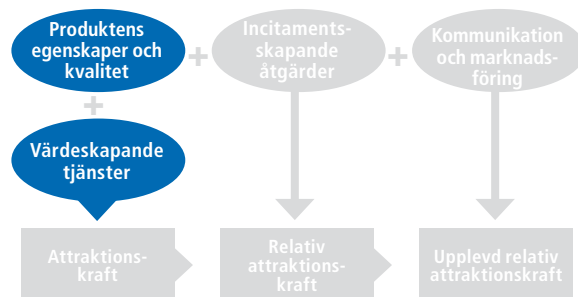 Produktens
egenskaper och
kvalitet
+
Incitaments-
skapande
åtgärder
+
Kommunikation
och marknads-
föring
+
Värdeskapande
tjänster
Attraktions-
kraft
Relativ
attraktions-
kraft
Upplevd relativ
attraktionskraft